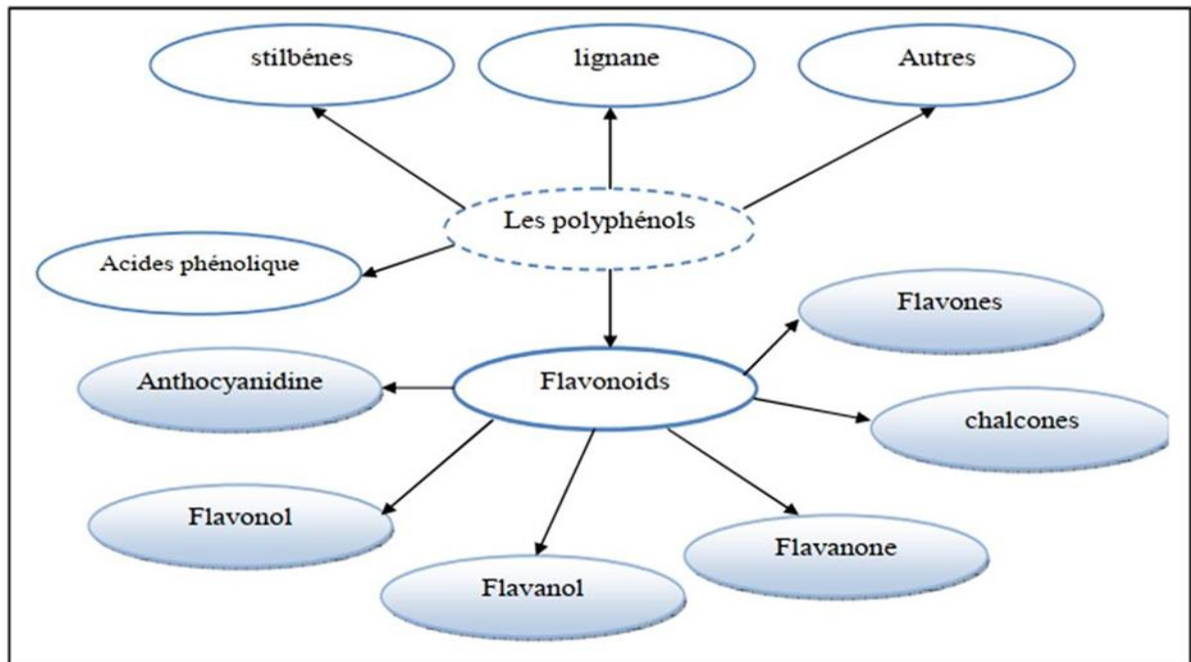 stilbénes
lignane
Autres
Les polyphénols
Acides phénolique
Flavones
Anthocyanidine
Flavonoids
chalcones
Flavonol
Flavanone
Flavanol